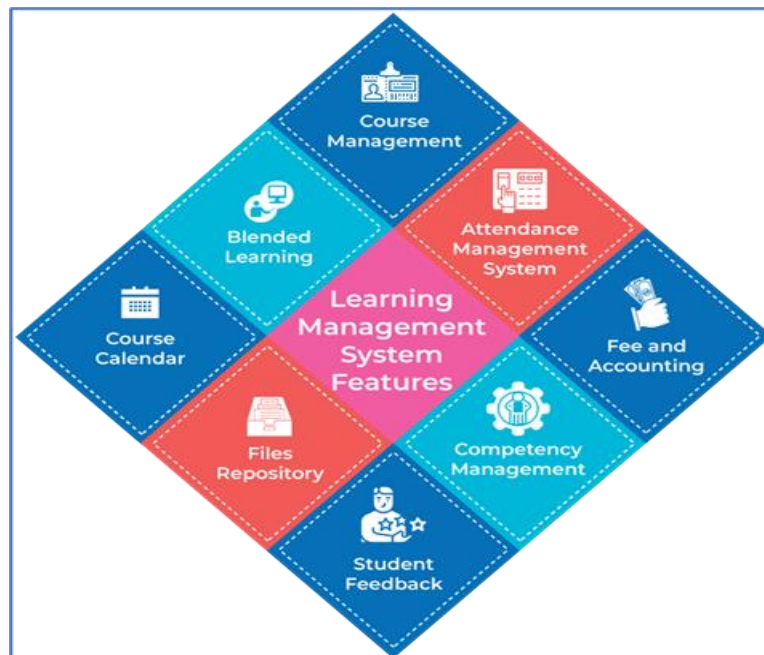 Course
Management
Blended
Learning
Attendance
Management
System
Course
Calendar
Learning
Management
System
Features
Fee and
Accounting
Files
Repository
Competency
Management
Student
Feedback